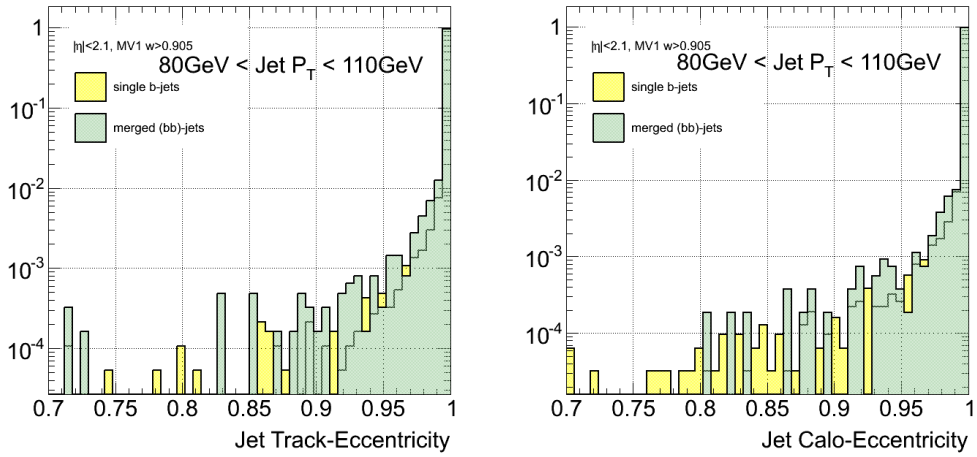 |η|<2.1, MV1 w>0.905
80GeV < Jet P_T < 110GeV
single b-jets
merged (bb)-jets
1
10^-1
10^-2
10^-3
10^-4
0.7 0.75 0.8 0.85 0.9 0.95 1
Jet Track-Eccentricity
|η|<2.1, MV1 w>0.905
80GeV < Jet P_T < 110GeV
single b-jets
merged (bb)-jets
1
10^-1
10^-2
10^-3
10^-4
0.7 0.75 0.8 0.85 0.9 0.95 1
Jet Calo-Eccentricity